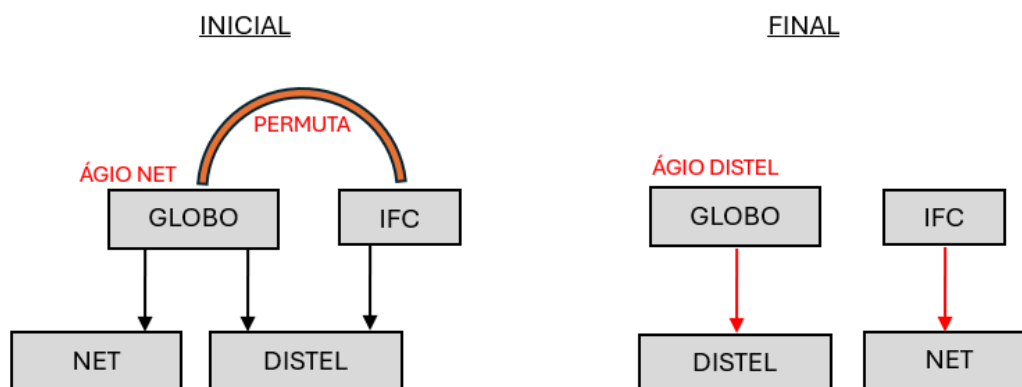 INICIAL
FINAL
PERMUTA
ÁGIO NET
ÁGIO DISTEL
GLOBO
IFC
GLOBO
IFC
NET
DISTEL
DISTEL
NET